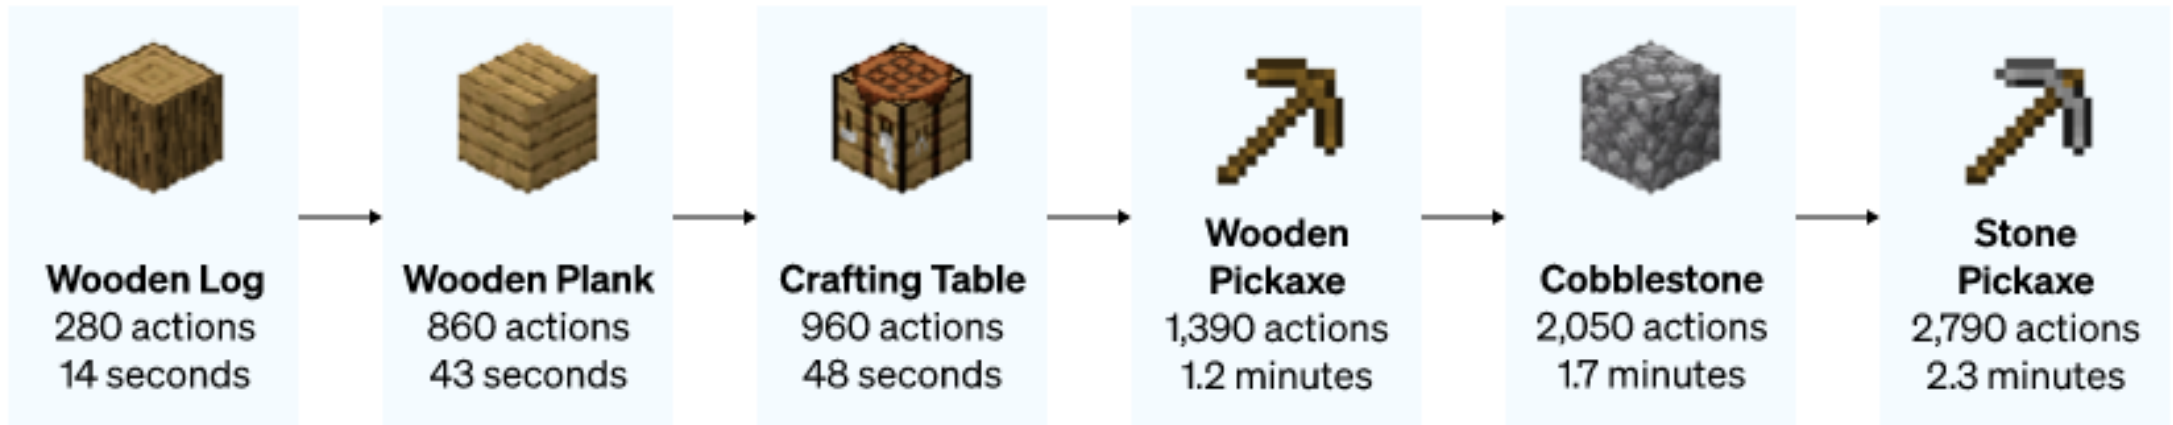 Wooden Log
280 actions
14 seconds
Wooden Plank
860 actions
43 seconds
Crafting Table
960 actions
48 seconds
Wooden
Pickaxe
1,390 actions
1.2 minutes
Cobblestone
2,050 actions
1.7 minutes
Stone
Pickaxe
2,790 actions
2.3 minutes